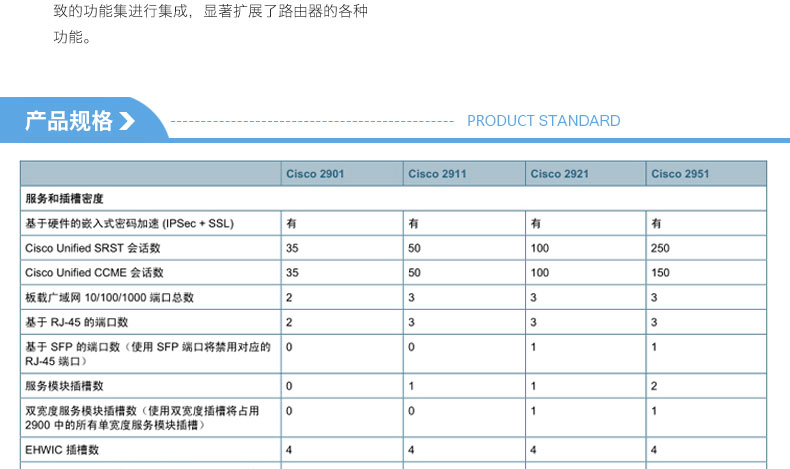 致的功能集进行集成，显著扩展了路由器的各种
功能。
产品规格 PRODUCT STANDARD
Cisco 2901 Cisco 2911 Cisco 2921 Cisco 2951
服务和插槽密度
基于硬件的嵌入式密码加速 (IPSec + SSL) 有 有 有 有
Cisco Unified SRST 会话数 35 50 100 250
Cisco Unified CCME 会话数 35 50 100 150
板载广域网 10/100/1000 端口总数 2 3 3 3
基于 RJ-45 的端口数 2 3 3 3
基于 SFP 的端口数（使用 SFP 端口将禁用对应的 0 0 1 1
RJ-45 端口）
服务模块插槽数 0 1 1 2
双宽度服务模块插槽数（使用双宽度插槽将占用 0 0 1 1
2900 中的所有单宽度服务模块插槽）
EHWIC 插槽数 4 4 4 4